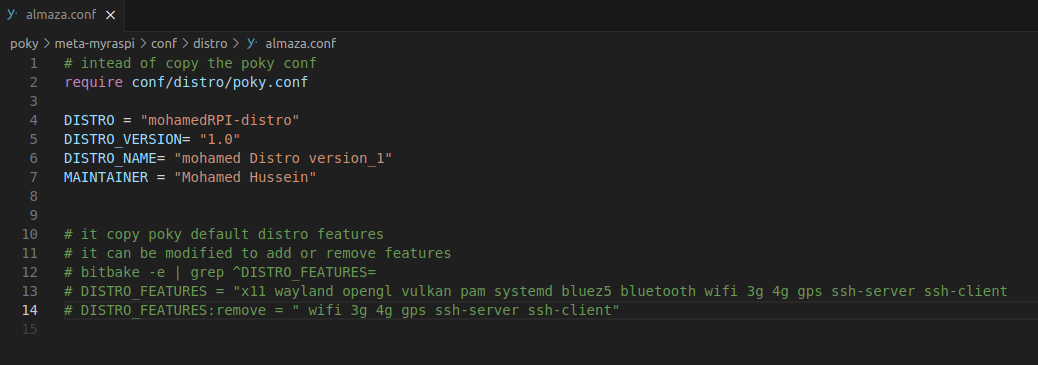 almaza.conf ×
poky > meta-myraspi > conf > distro > almaza.conf
1 # intead of copy the poky conf
2 require conf/distro/poky.conf
3
4 DISTRO = "mohamedRPI-distro"
5 DISTRO_VERSION= "1.0"
6 DISTRO_NAME= "mohamed Distro version_1"
7 MAINTAINER = "Mohamed Hussein"
8
9
10 # it copy poky default distro features
11 # it can be modified to add or remove features
12 # bitbake -e | grep ^DISTRO_FEATURES=
13 # DISTRO_FEATURES = "x11 wayland opengl vulkan pam systemd bluez5 bluetooth wifi 3g 4g gps ssh-server ssh-client
14 # DISTRO_FEATURES:remove = " wifi 3g 4g gps ssh-server ssh-client"
15